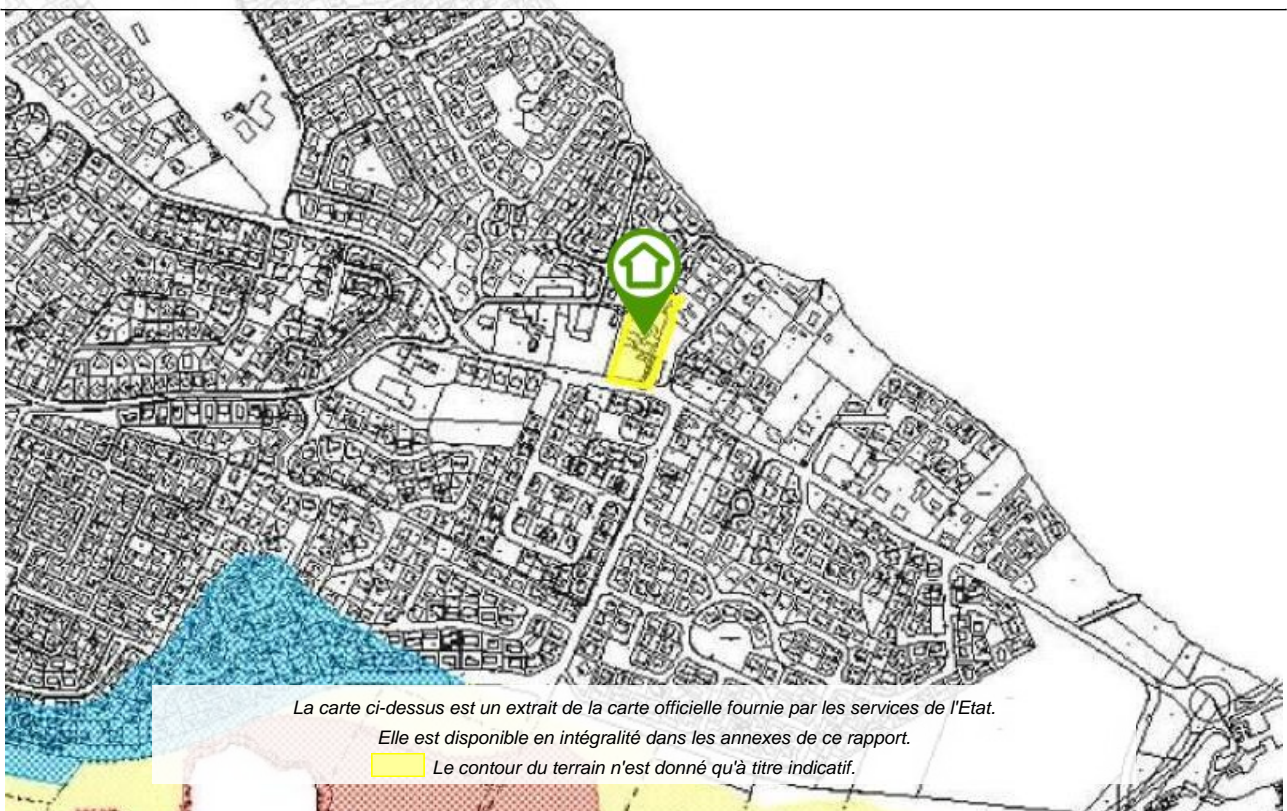 La carte ci-dessus est un extrait de la carte officielle fournie par les services de l'Etat.
Elle est disponible en intégralité dans les annexes de ce rapport.
Le contour du terrain n'est donné qu'à titre indicatif.